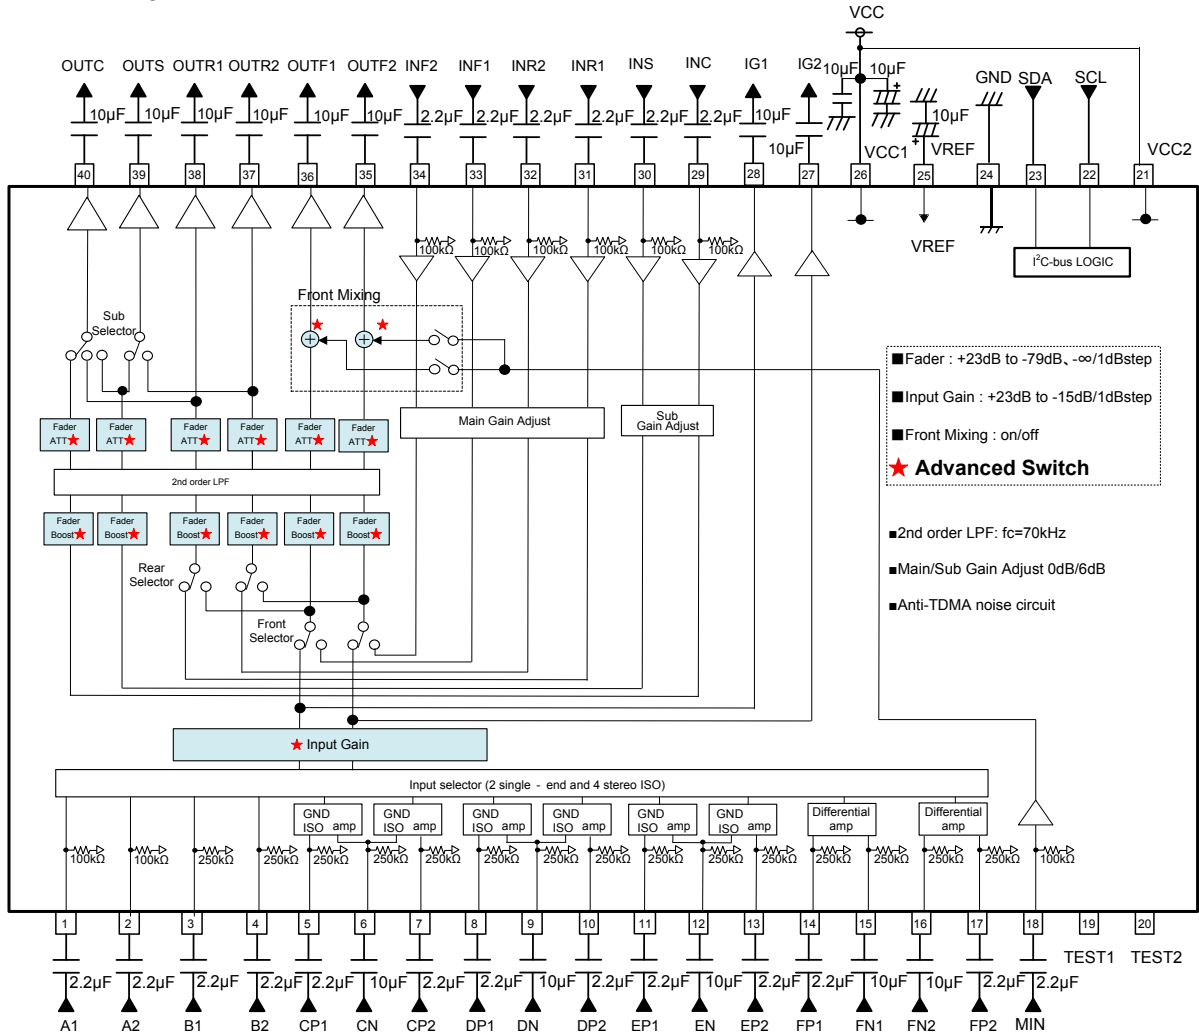 VCC
OUTC OUTS OUTR1 OUTR2 OUTF1 OUTF2 INF2 INF1 INR2 INR1 INS INC IG1 IG2 10μF 10μF GND SDA SCL
10μF 10μF 10μF 10μF 10μF 10μF 2.2μF 2.2μF 2.2μF 2.2μF 2.2μF 2.2μF 10μF 10μF 10μF
VCC1 VREF VCC2
40 39 38 37 36 35 34 33 32 31 30 29 28 27 26 25 24 23 22 21
100kΩ 100kΩ 100kΩ 100kΩ 100kΩ 100kΩ
VREF
I²C-bus LOGIC
Front Mixing
Sub
Selector
■Fader : +23dB to -79dB、-∞/1dBstep
■Input Gain : +23dB to -15dB/1dBstep
■Front Mixing : on/off
★ Advanced Switch
Main Gain Adjust
Sub
Gain Adjust
Fader Fader Fader Fader Fader Fader
ATT★ ATT★ ATT★ ATT★ ATT★ ATT★
2nd order LPF
Fader Fader Fader Fader Fader Fader
Boost★ Boost★ Boost★ Boost★ Boost★ Boost★
■2nd order LPF: fc=70kHz
■Main/Sub Gain Adjust 0dB/6dB
■Anti-TDMA noise circuit
Rear
Selector
Front
Selector
★ Input Gain
Input selector (2 single - end and 4 stereo ISO)
GND GND GND GND GND GND Differential Differential
ISO amp ISO amp ISO amp ISO amp ISO amp ISO amp amp amp
100kΩ 100kΩ 250kΩ 250kΩ 250kΩ 250kΩ 250kΩ 250kΩ 250kΩ 250kΩ 250kΩ 250kΩ 250kΩ 250kΩ 250kΩ 250kΩ 250kΩ 100kΩ
1 2 3 4 5 6 7 8 9 10 11 12 13 14 15 16 17 18 19 20
TEST1 TEST2
2.2μF 2.2μF 2.2μF 2.2μF 2.2μF 10μF 2.2μF 2.2μF 10μF 2.2μF 2.2μF 10μF 2.2μF 2.2μF 10μF 10μF 2.2μF 2.2μF
A1 A2 B1 B2 CP1 CN CP2 DP1 DN DP2 EP1 EN EP2 FP1 FN1 FN2 FP2 MIN